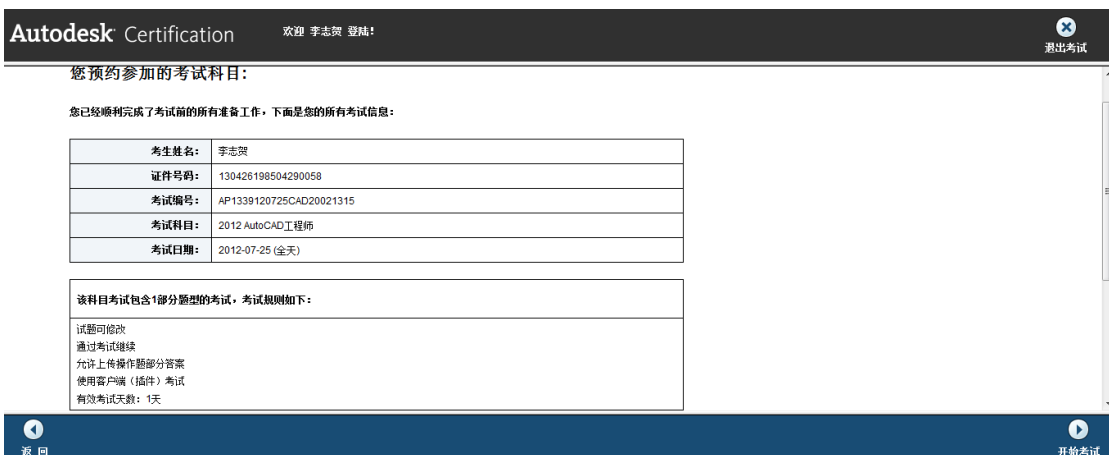 Autodesk Certification 欢迎 李志贺 登陆!
退出考试
您预约参加的考试科目:
您已经顺利完成了考试前的所有准备工作，下面是您的所有考试信息:
考生姓名: 李志贺
证件号码: 130426198504290058
考试编号: AP1339120725CAD20021315
考试科目: 2012 AutoCAD工程师
考试日期: 2012-07-25 (全天)
该科目考试包含1部分题型的考试，考试规则如下:
试题可修改
通过考试继续
允许上传操作题部分答案
使用客户端（插件）考试
有效考试天数: 1天
返 回
开始考试